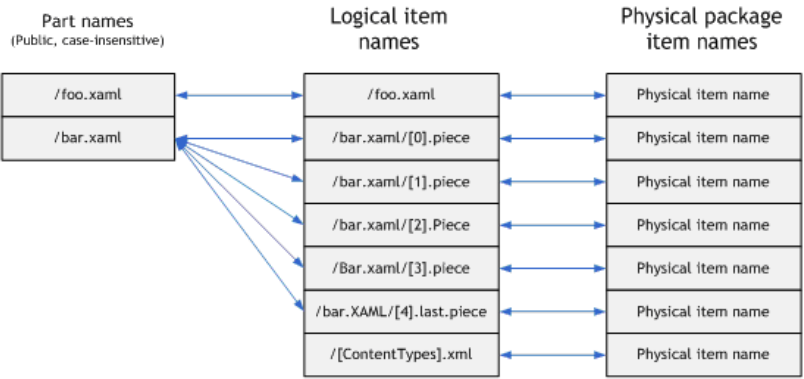 Part names
(Public, case-insensitive)
Logical item
names
Physical package
item names
/foo.xaml
/foo.xaml
Physical item name
/bar.xaml
/bar.xaml/[0].piece
Physical item name
/bar.xaml/[1].piece
Physical item name
/bar.xaml/[2].Piece
Physical item name
/Bar.xaml/[3].piece
Physical item name
/bar.XAML/[4].last.piece
Physical item name
/[ContentTypes].xml
Physical item name